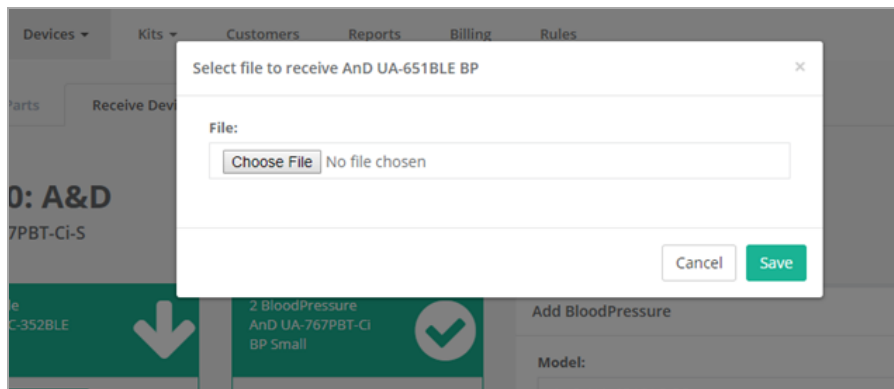 Devices
Kits
Customers
Reports
Billing
Rules
Select file to receive AnD UA-651BLE BP
×
Parts
Receive Devi
File:
Choose File No file chosen
0: A&D
7PBT-Ci-S
Cancel
Save
le
C-352BLE
2 BloodPressure
AnD UA-767PBT-Ci
BP Small
Add BloodPressure
Model: